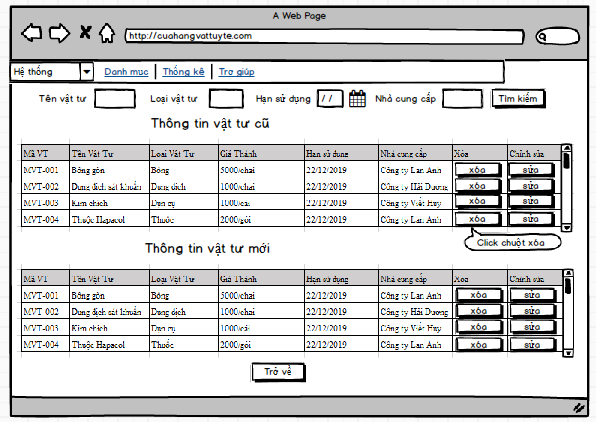 A Web Page
http://cuahangvattuyte.com
Hệ thống Danh mục Thống kê Trợ giúp
Tên vật tư Loại vật tư Hạn sử dụng / / Nhà cung cấp Tìm kiếm
Thông tin vật tư cũ
Mã VT Tên Vật Tư Loại Vật Tư Giá Thành Hạn sử dụng Nhà cung cấp Xóa Chỉnh sửa
MVT-001 Bông gòn Bông 5000/chai 22/12/2019 Công ty Lan Anh xóa sửa
MVT-002 Dung dịch sát khuẩn Dung dịch 1000/chai 22/12/2019 Công ty Hải Dương xóa sửa
MVT-003 Kim chích Dụng cụ 1000/cái 22/12/2019 Công ty Việt Huy xóa sửa
MVT-004 Thuốc Hapacol Thuốc 2000/gói 22/12/2019 Công ty Lan Anh xóa sửa
Click chuột xóa
Thông tin vật tư mới
Mã VT Tên Vật Tư Loại Vật Tư Giá Thành Hạn sử dụng Nhà cung cấp Xóa Chỉnh sửa
MVT-001 Bông gòn Bông 5000/chai 22/12/2019 Công ty Lan Anh xóa sửa
MVT-002 Dung dịch sát khuẩn Dung dịch 1000/chai 22/12/2019 Công ty Hải Dương xóa sửa
MVT-003 Kim chích Dụng cụ 1000/cái 22/12/2019 Công ty Việt Huy xóa sửa
MVT-004 Thuốc Hapacol Thuốc 2000/gói 22/12/2019 Công ty Lan Anh xóa sửa
Trở về